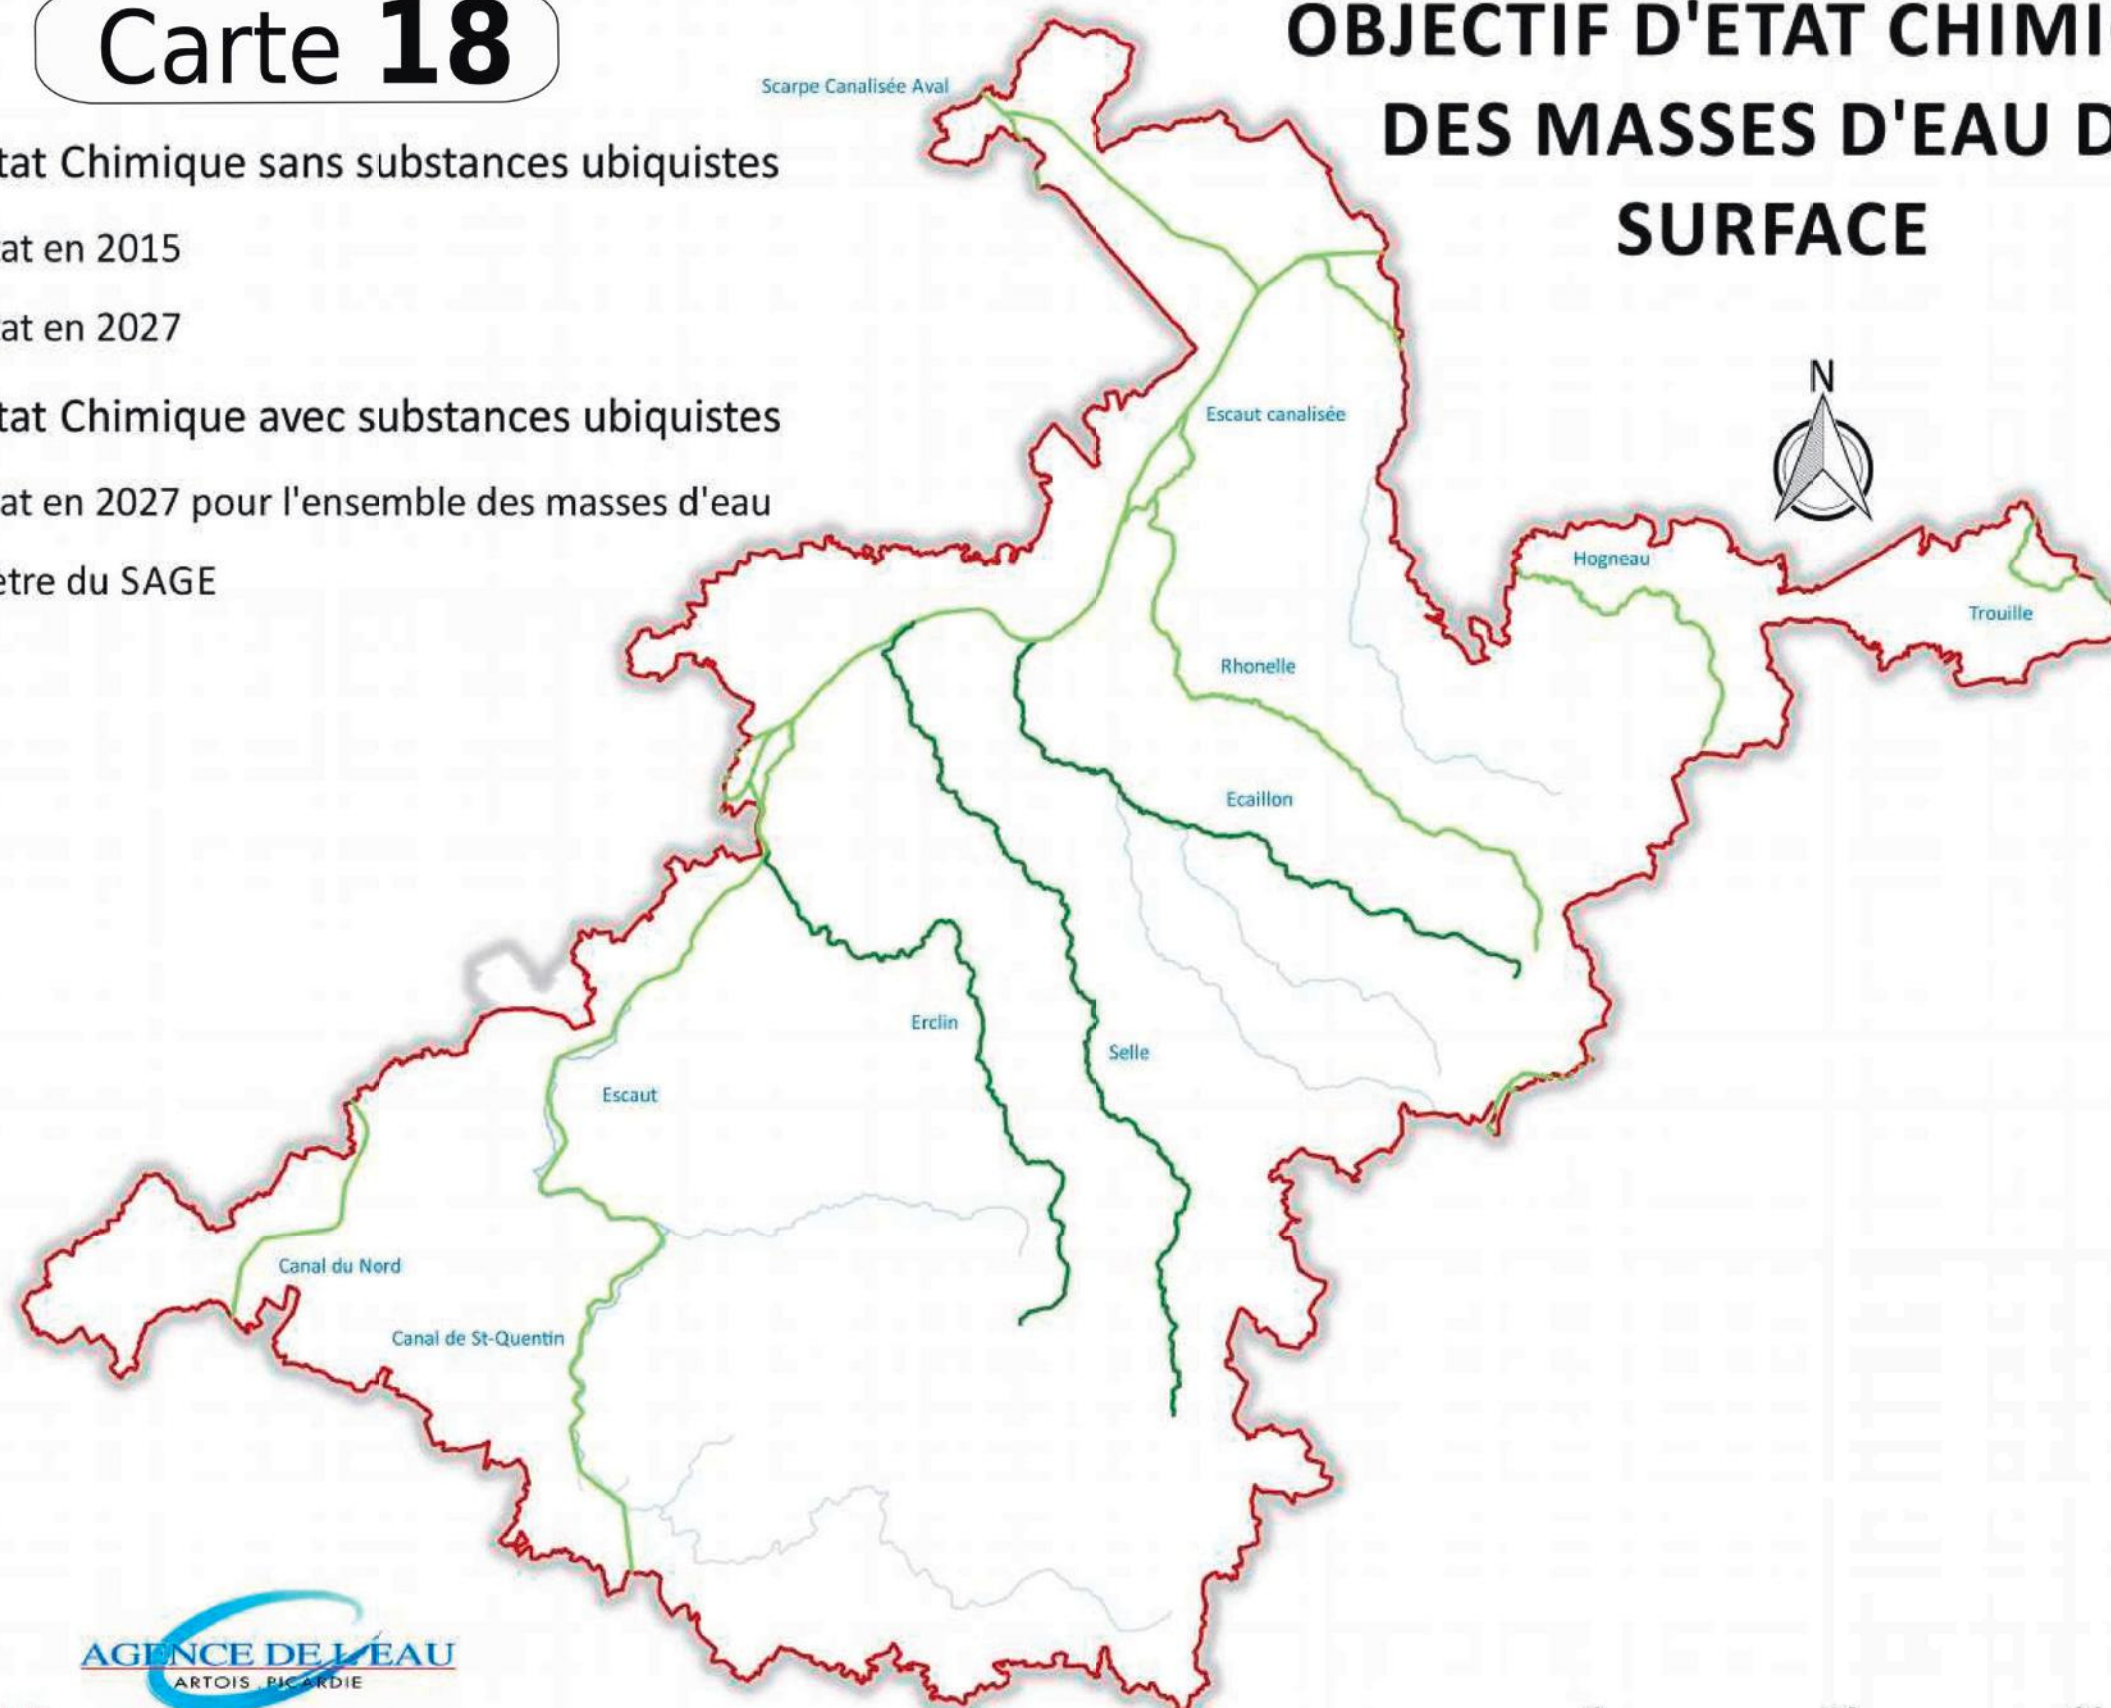 Carte 18
OBJECTIF D'ETAT CHIMI
DES MASSES D'EAU D
SURFACE
tat Chimique sans substances ubiquistes
at en 2015
at en 2027
tat Chimique avec substances ubiquistes
at en 2027 pour l'ensemble des masses d'eau
ètre du SAGE
N
Scarpe Canalisée Aval
Escaut canalisée
Hogneau
Trouille
Rhonelle
Ecaillon
Erclin
Selle
Escaut
Canal du Nord
Canal de St-Quentin
AGENCE DE L'EAU
ARTOIS . PICARDIE